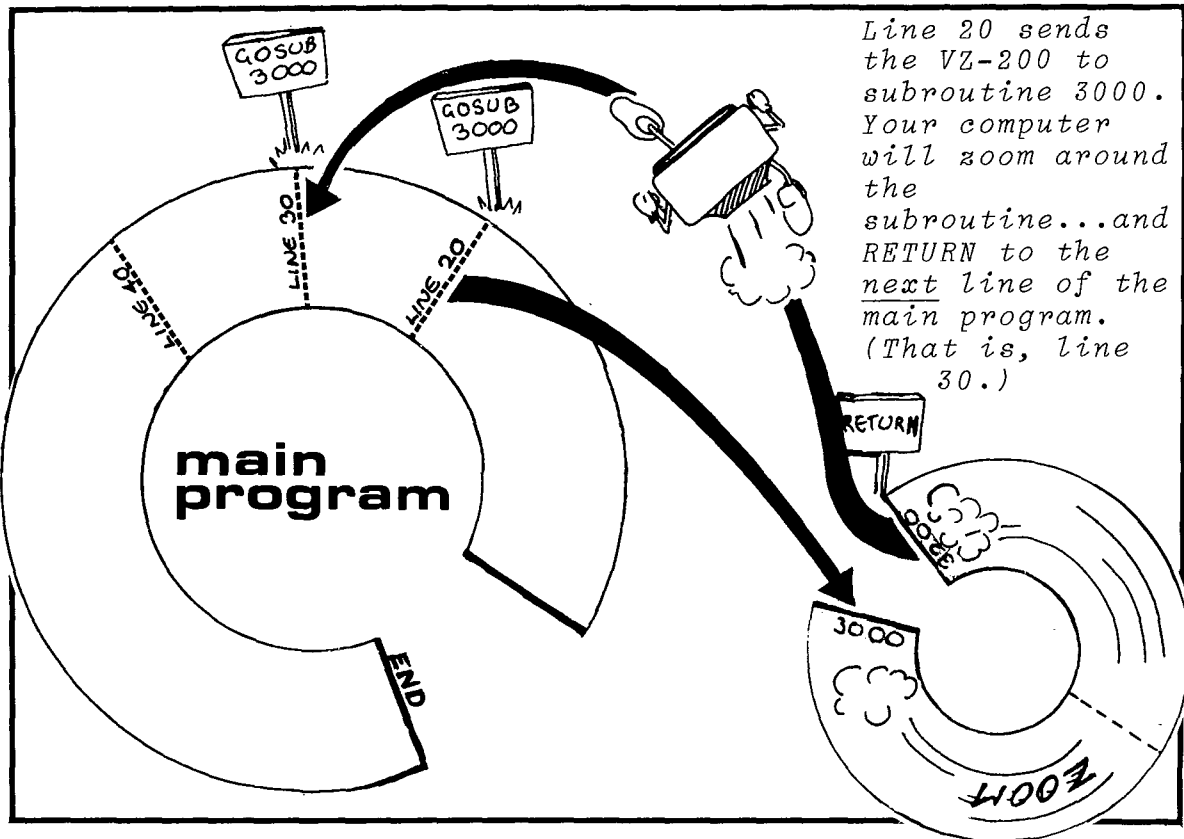 GOSUB
3000
GOSUB
3000
Line 20 sends
the VZ-200 to
subroutine 3000.
Your computer
will zoom around
the
subroutine...and
RETURN to the
next line of the
main program.
(That is, line
30.)
LINE 40
LINE 30
LINE 20
main
program
END
RETURN
3200
3000
ZOOM